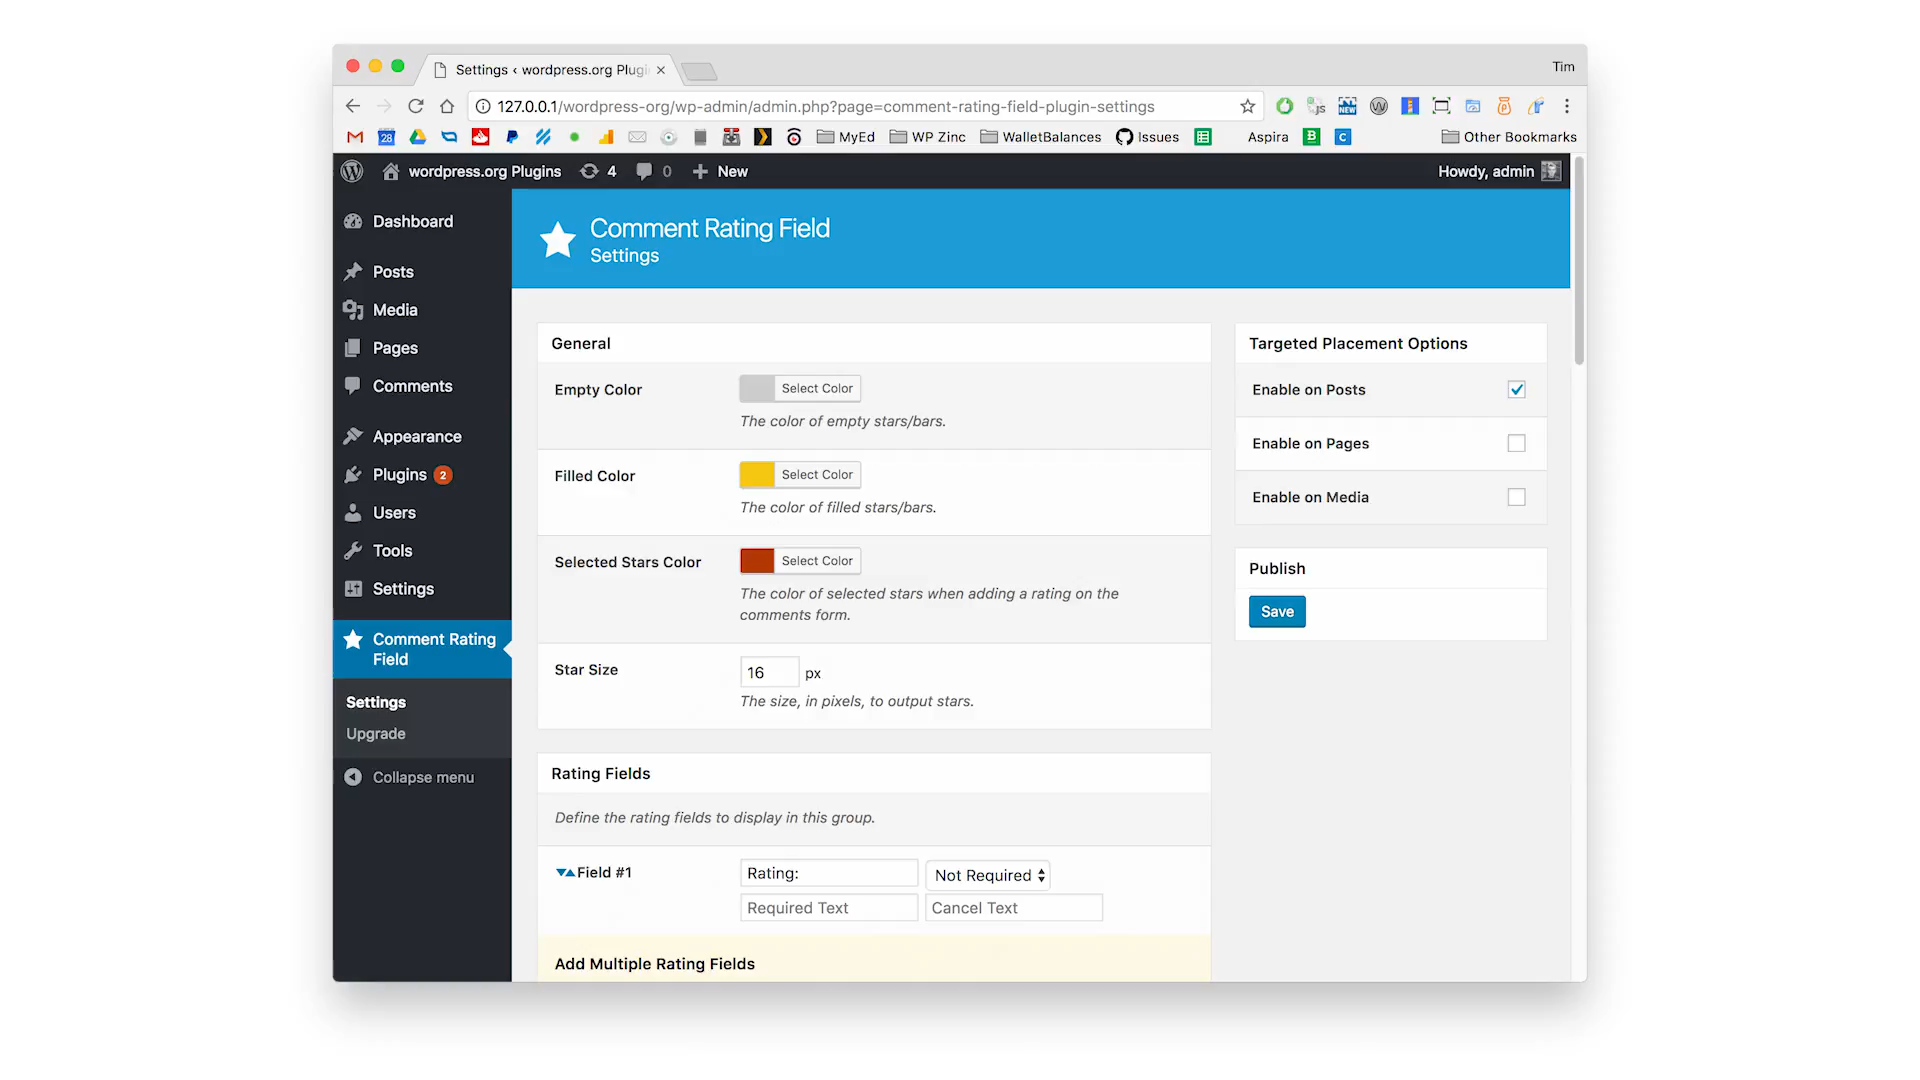 Settings ‹ wordpress.org Plugi
Tim
127.0.0.1/wordpress-org/wp-admin/admin.php?page=comment-rating-field-plugin-settings
JS
NEW
28
MyEd
WP Zinc
WalletBalances
Issues
Aspira
B
C
Other Bookmarks
wordpress.org Plugins
4
0
New
Howdy, admin
Dashboard
Posts
Media
Pages
Comments
Appearance
Plugins 2
Users
Tools
Settings
Comment Rating
Field
Settings
Upgrade
Collapse menu
Comment Rating Field
Settings
General
Empty Color
Select Color
The color of empty stars/bars.
Filled Color
Select Color
The color of filled stars/bars.
Selected Stars Color
Select Color
The color of selected stars when adding a rating on the
comments form.
Star Size
16 px
The size, in pixels, to output stars.
Rating Fields
Define the rating fields to display in this group.
Field #1
Rating:
Not Required
Required Text
Cancel Text
Add Multiple Rating Fields
Targeted Placement Options
Enable on Posts
Enable on Pages
Enable on Media
Publish
Save